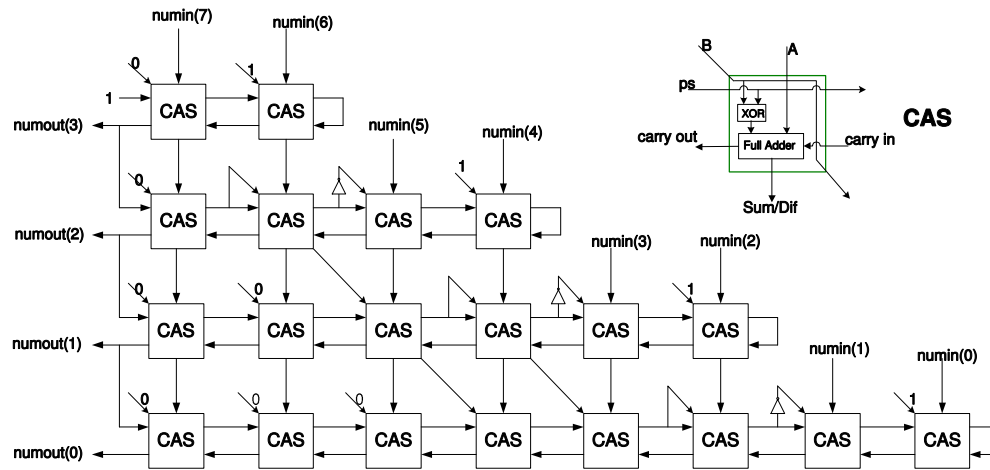 numin(7) numin(6)
0 1
1 CAS CAS
numout(3)
numin(5) numin(4)
0 1
CAS CAS CAS CAS
numout(2)
numin(3) numin(2)
0 0 1
CAS CAS CAS CAS CAS CAS
numout(1)
numin(1) numin(0)
0 0 0 1
CAS CAS CAS CAS CAS CAS CAS CAS
numout(0)
B A
ps
XOR
CAS
carry out Full Adder carry in
Sum/Dif